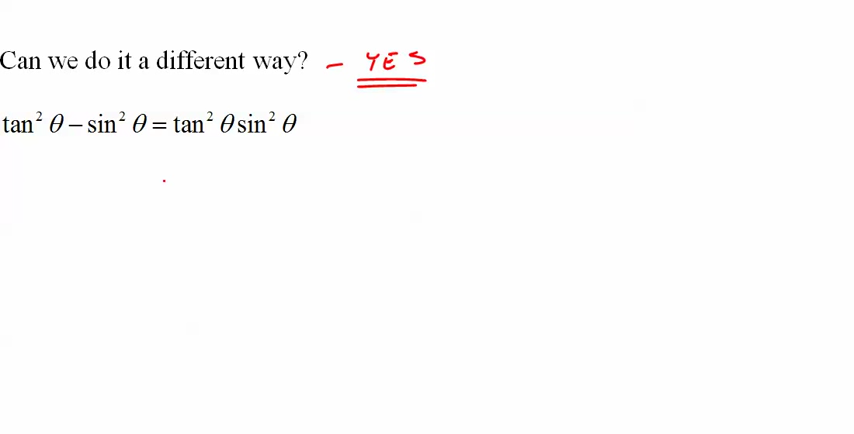 Can we do it a different way? - YES
tan² θ – sin² θ = tan² θ sin² θ